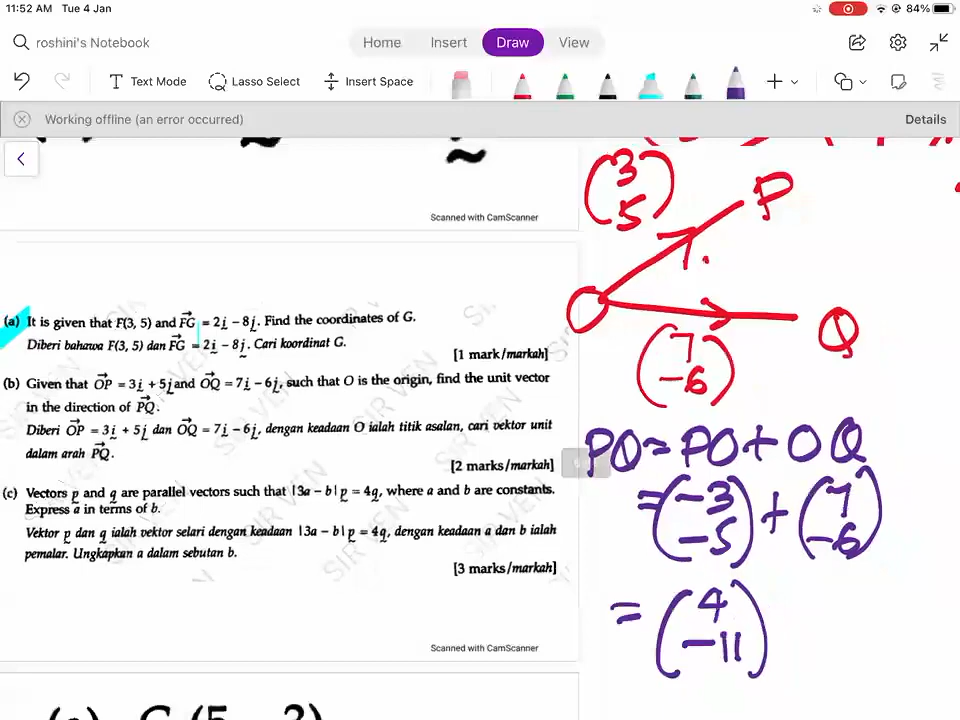 11:52 AM Tue 4 Jan
84%
roshini's Notebook
Home Insert Draw View
Text Mode Lasso Select Insert Space
Working offline (an error occurred) Details
Scanned with CamScanner
(a) It is given that F(3, 5) and FG = 2i – 8j. Find the coordinates of G.
Diberi bahawa F(3, 5) dan FG = 2i – 8j. Cari koordinat G.
[1 mark/markah]
(b) Given that OP = 3i + 5j and OQ = 7i – 6j, such that O is the origin, find the unit vector
in the direction of PQ.
Diberi OP = 3i + 5j dan OQ = 7i – 6j, dengan keadaan O ialah titik asalan, cari vektor unit
dalam arah PQ.
[2 marks/markah]
(c) Vectors p and q are parallel vectors such that |3a – b|p = 4q, where a and b are constants.
Express a in terms of b.
Vektor p dan q ialah vektor selari dengan keadaan |3a – b|p = 4q, dengan keadaan a dan b ialah
pemalar. Ungkapkan a dalam sebutan b.
[3 marks/markah]
SIR VEN
SIR VEN
SIR VEN
SIR VEN
Scanned with CamScanner
3
5
P
O
Q
7
-6
PQ = PO + OQ
= (-3 -5) + (7 -6)
= (4 -11)